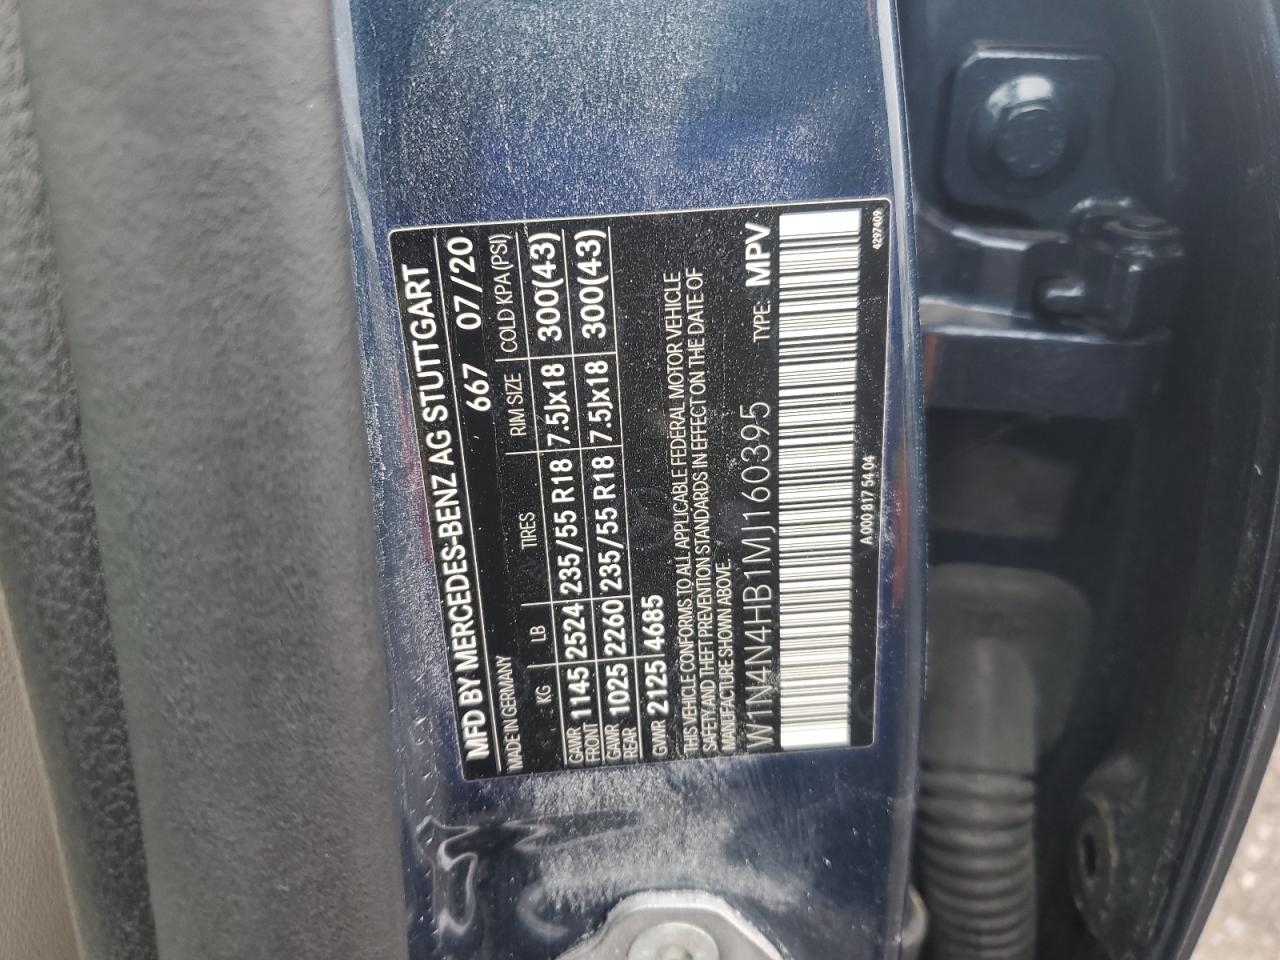 MFD BY MERCEDES-BENZ AG STUTTGART
MADE IN GERMANY 667 07/20
KG LB TIRES RIM SIZE COLD KPA (PSI)
GAWR FRONT 1145 2524 235/55 R18 7.5Jx18 300(43)
GAWR REAR 1025 2260 235/55 R18 7.5Jx18 300(43)
GVWR 2125 4685
THIS VEHICLE CONFORMS TO ALL APPLICABLE FEDERAL MOTOR VEHICLE
SAFETY AND THEFT PREVENTION STANDARDS IN EFFECT ON THE DATE OF
MANUFACTURE SHOWN ABOVE.
W1N4N4HB1MJ160395 TYPE: MPV
A 000 817 54 04 4297409